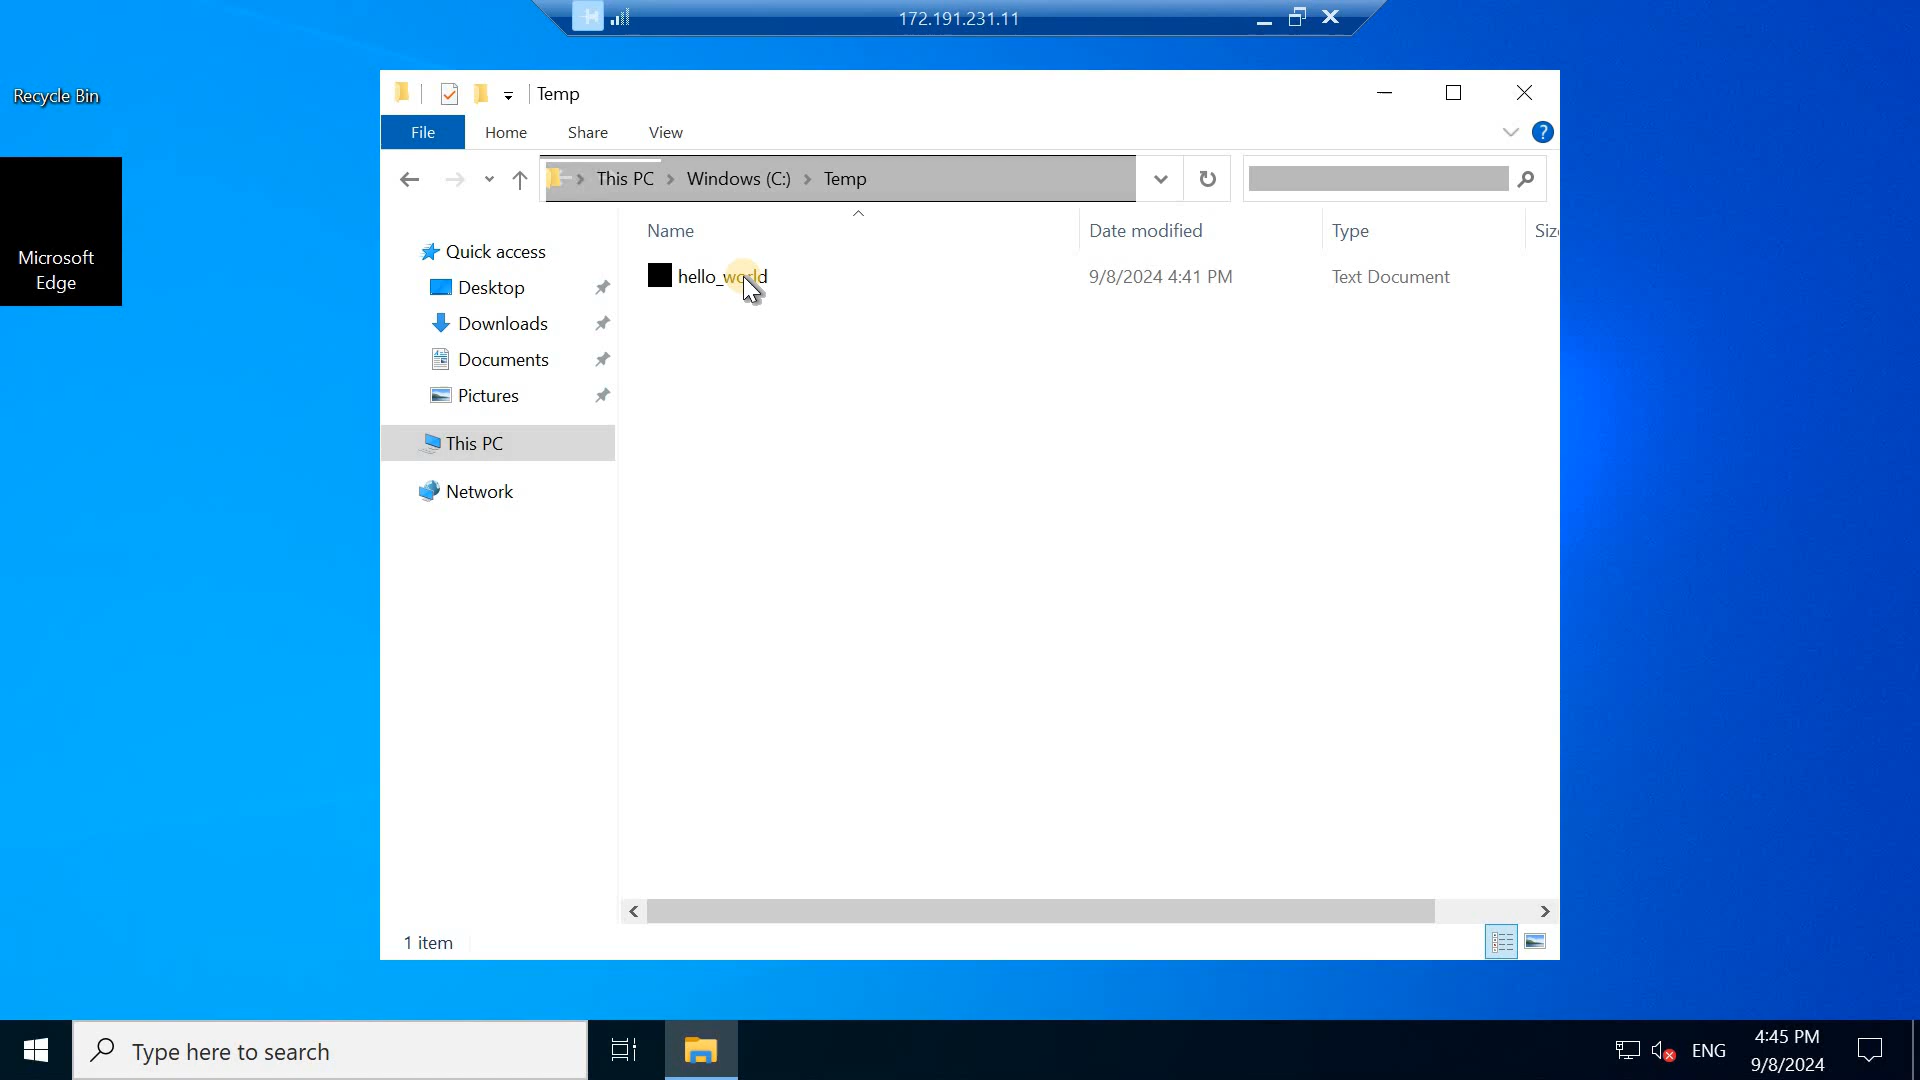 172.191.231.11
Recycle Bin
Microsoft
Edge
Temp
File Home Share View
?
This PC Windows (C:) Temp
Name Date modified Type Siz
hello_world 9/8/2024 4:41 PM Text Document
Quick access
Desktop
Downloads
Documents
Pictures
This PC
Network
1 item
Type here to search
ENG
4:45 PM
9/8/2024